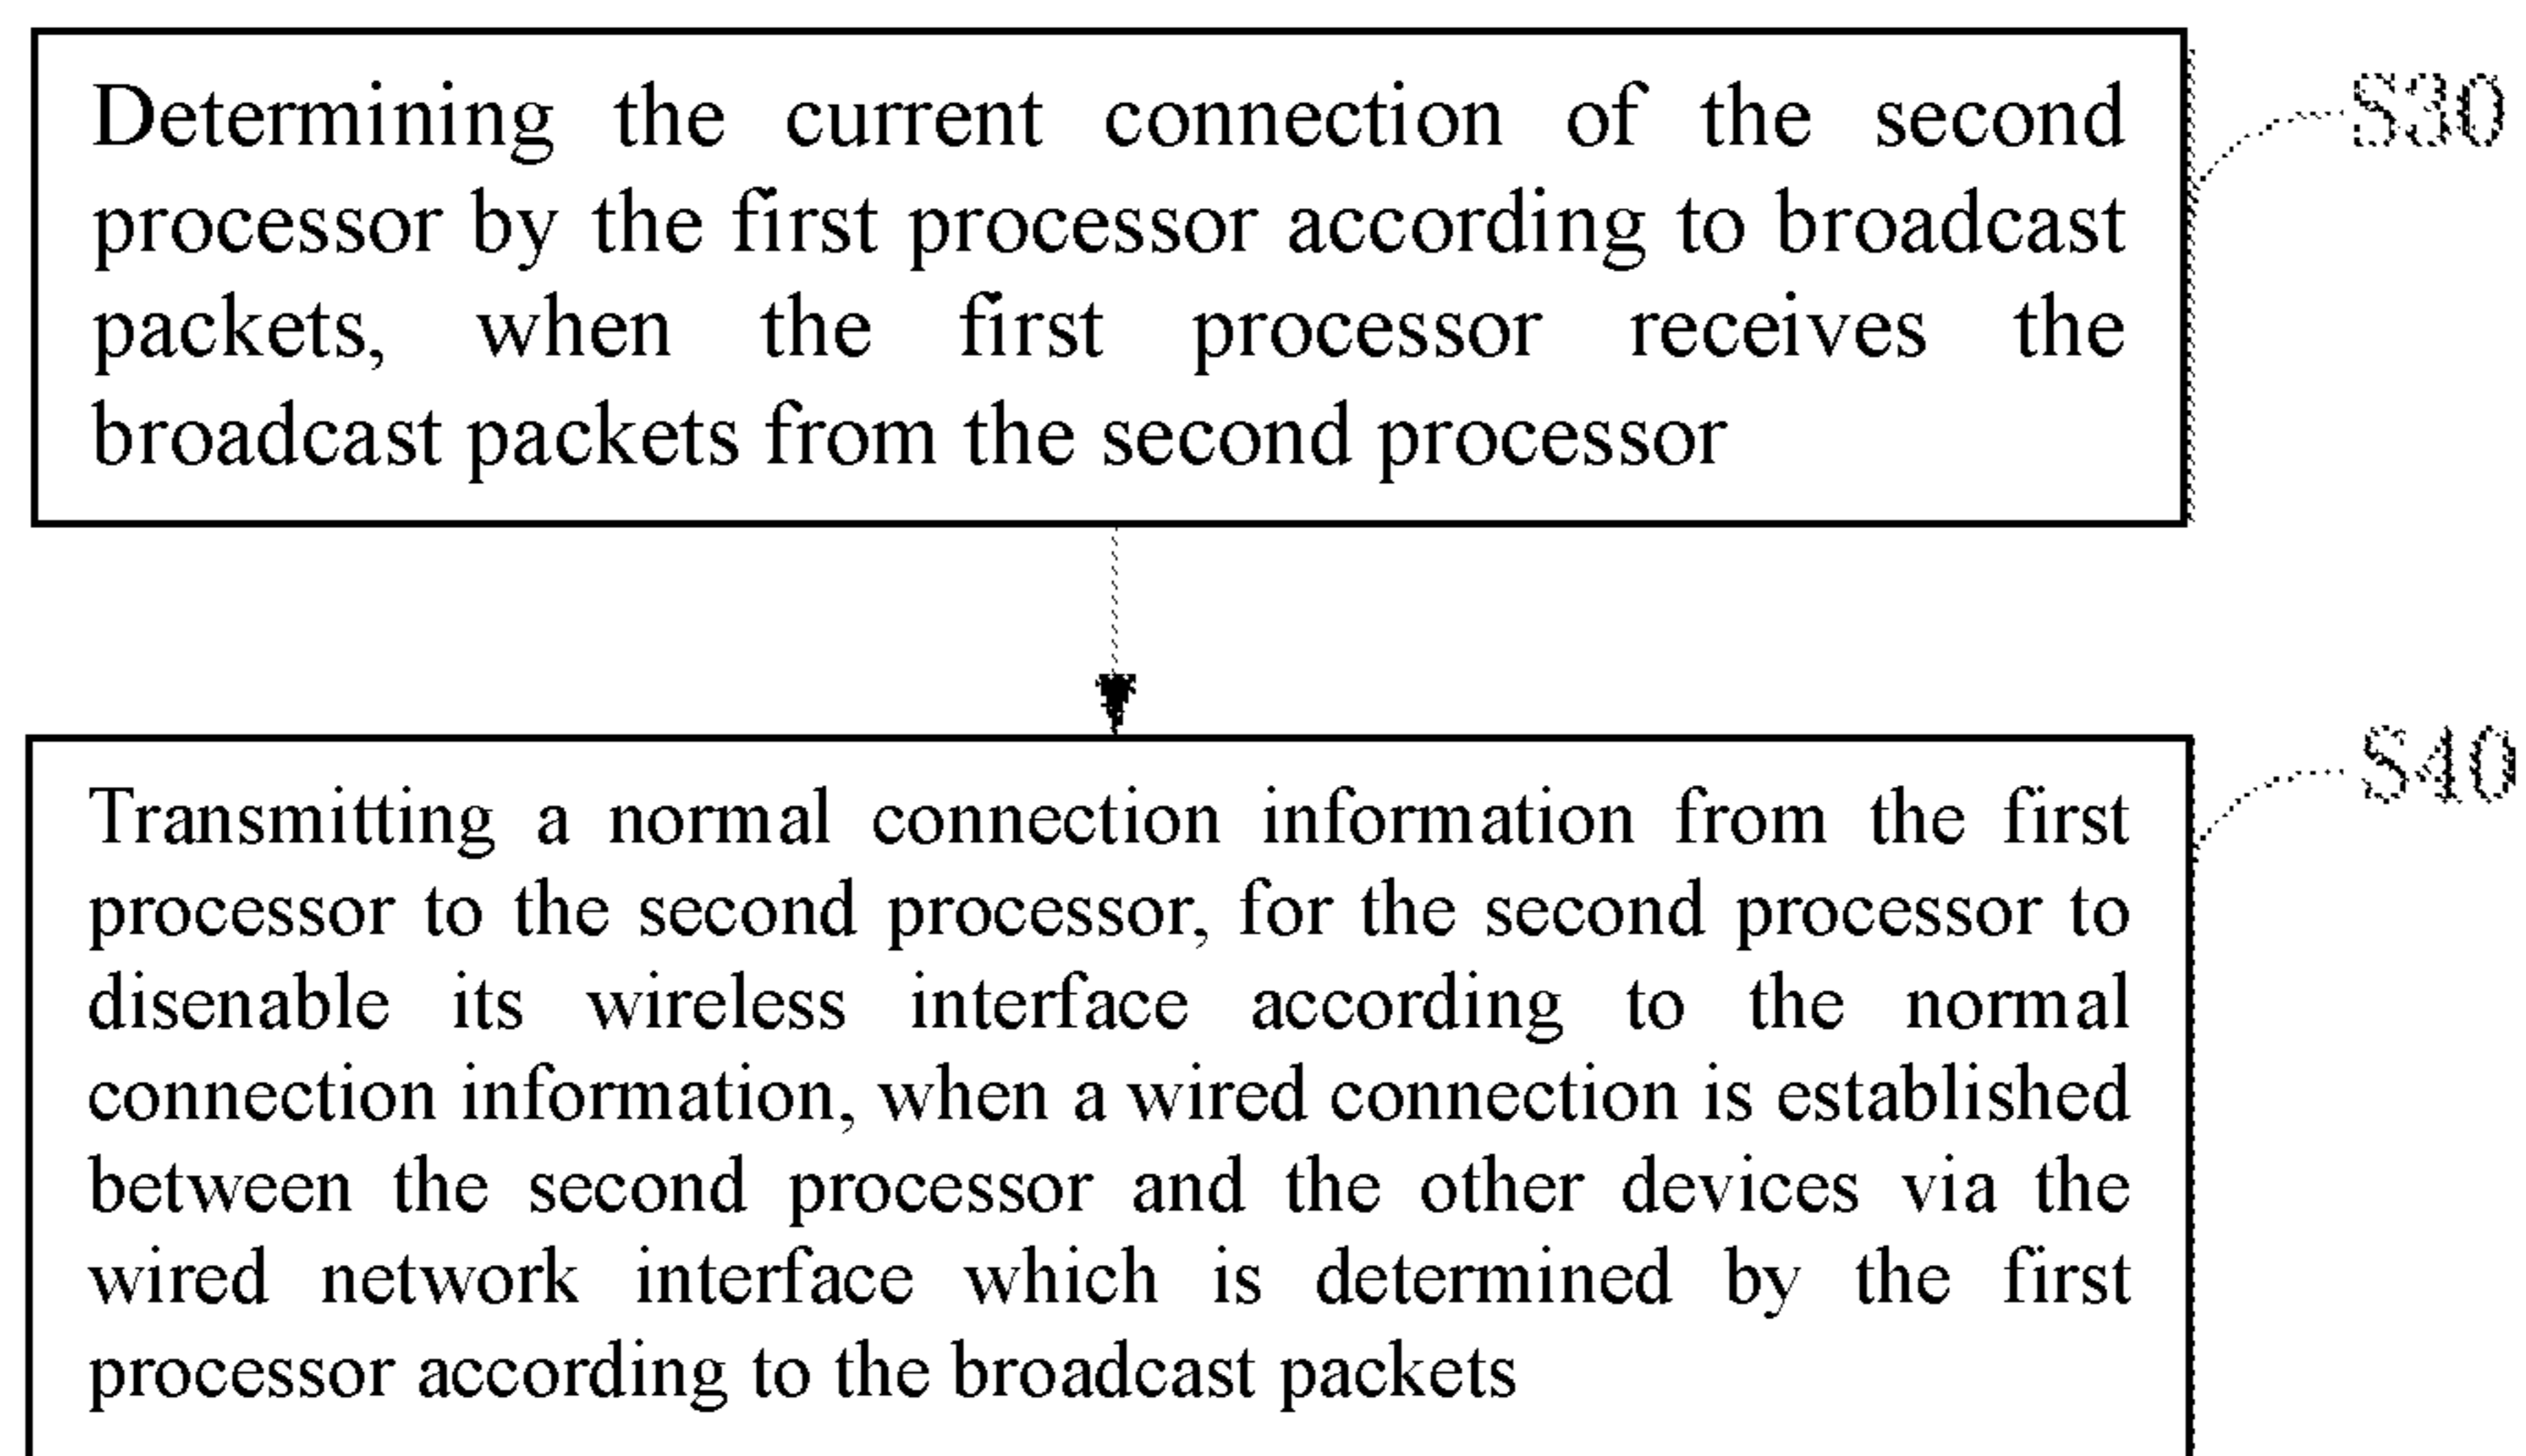 Determining the current connection of the second
processor by the first processor according to broadcast
packets, when the first processor receives the
broadcast packets from the second processor
S30
Transmitting a normal connection information from the first
processor to the second processor, for the second processor to
disenable its wireless interface according to the normal
connection information, when a wired connection is established
between the second processor and the other devices via the
wired network interface which is determined by the first
processor according to the broadcast packets
S40